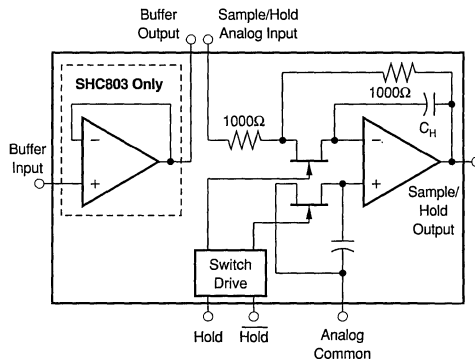 Buffer
Output
Sample/Hold
Analog Input
SHC803 Only
1000Ω
1000Ω
C_H
Buffer
Input
−
+
−
+
Sample/
Hold
Output
Switch
Drive
Hold
H̅o̅l̅d̅
Analog
Common